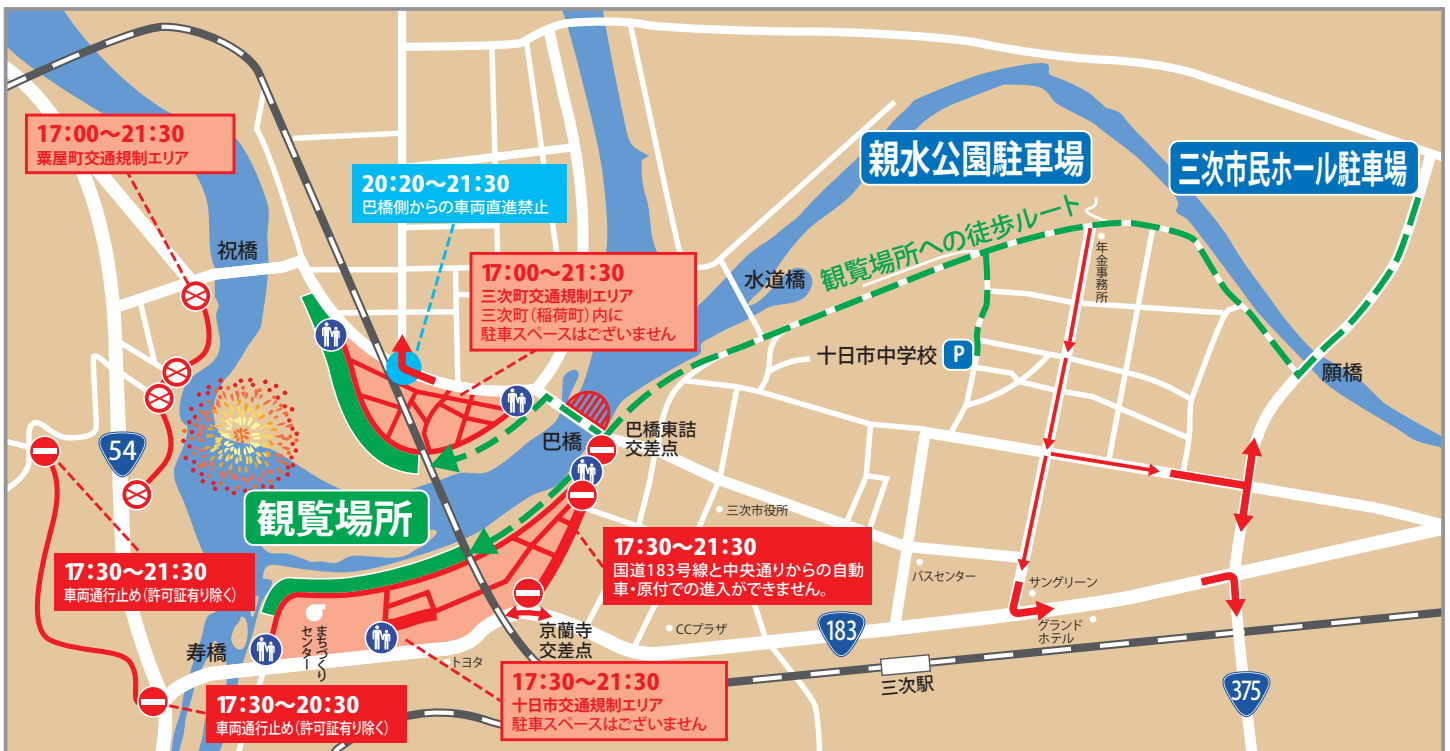 17:00～21:30
粟屋町交通規制エリア
20:20～21:30
巴橋側からの車両直進禁止
親水公園駐車場
三次市民ホール駐車場
祝橋
17:00～21:30
三次町交通規制エリア
三次町（稲荷町）内に
駐車スペースはございません
水道橋
観覧場所への徒歩ルート
年金事務所
十日市中学校
P
願橋
巴橋
巴橋東詰
交差点
54
観覧場所
三次市役所
17:30～21:30
車両通行止め（許可証有り除く）
17:30～21:30
国道183号線と中央通りからの自動
車・原付での進入ができません。
バスセンター
サングリーン
グランド
ホテル
CCプラザ
183
京蘭寺
交差点
まちづくり
センター
寿橋
トヨタ
三次駅
375
17:30～20:30
車両通行止め（許可証有り除く）
17:30～21:30
十日市交通規制エリア
駐車スペースはございません